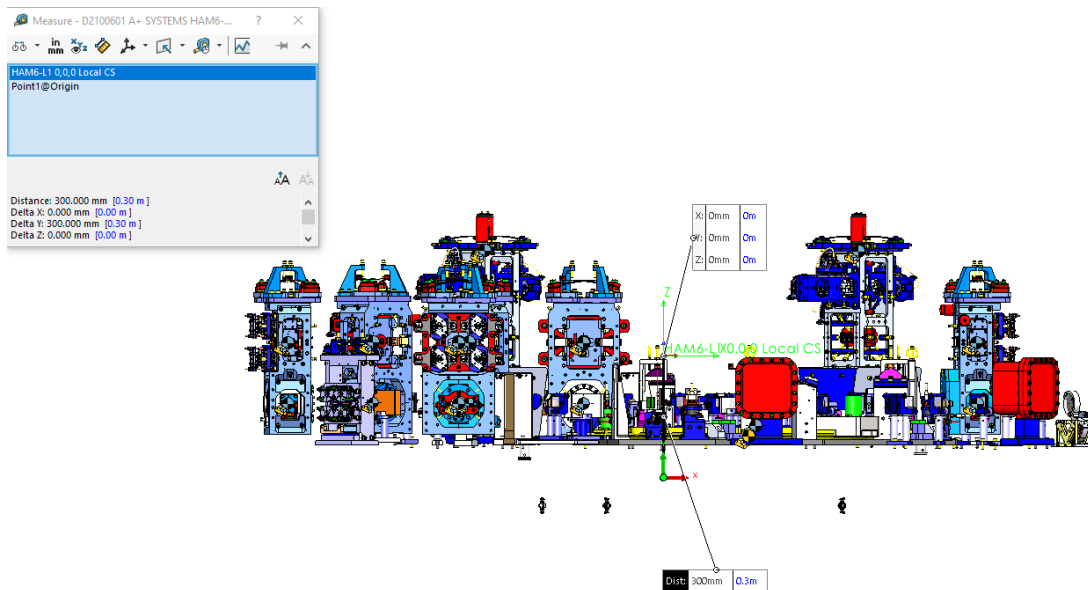 Measure - D2100601 A+ SYSTEMS HAM6-... ?
in
mm
HAM6-L1 0,0,0 Local CS
Point1@Origin
Distance: 300.000 mm [0.30 m]
Delta X: 0.000 mm [0.00 m]
Delta Y: 300.000 mm [0.30 m]
Delta Z: 0.000 mm [0.00 m]
X: 0mm 0m
Y: 0mm 0m
Z: 0mm 0m
Z
HAM6-L1X0,0,0 Local CS
x
Dist: 300mm 0.3m